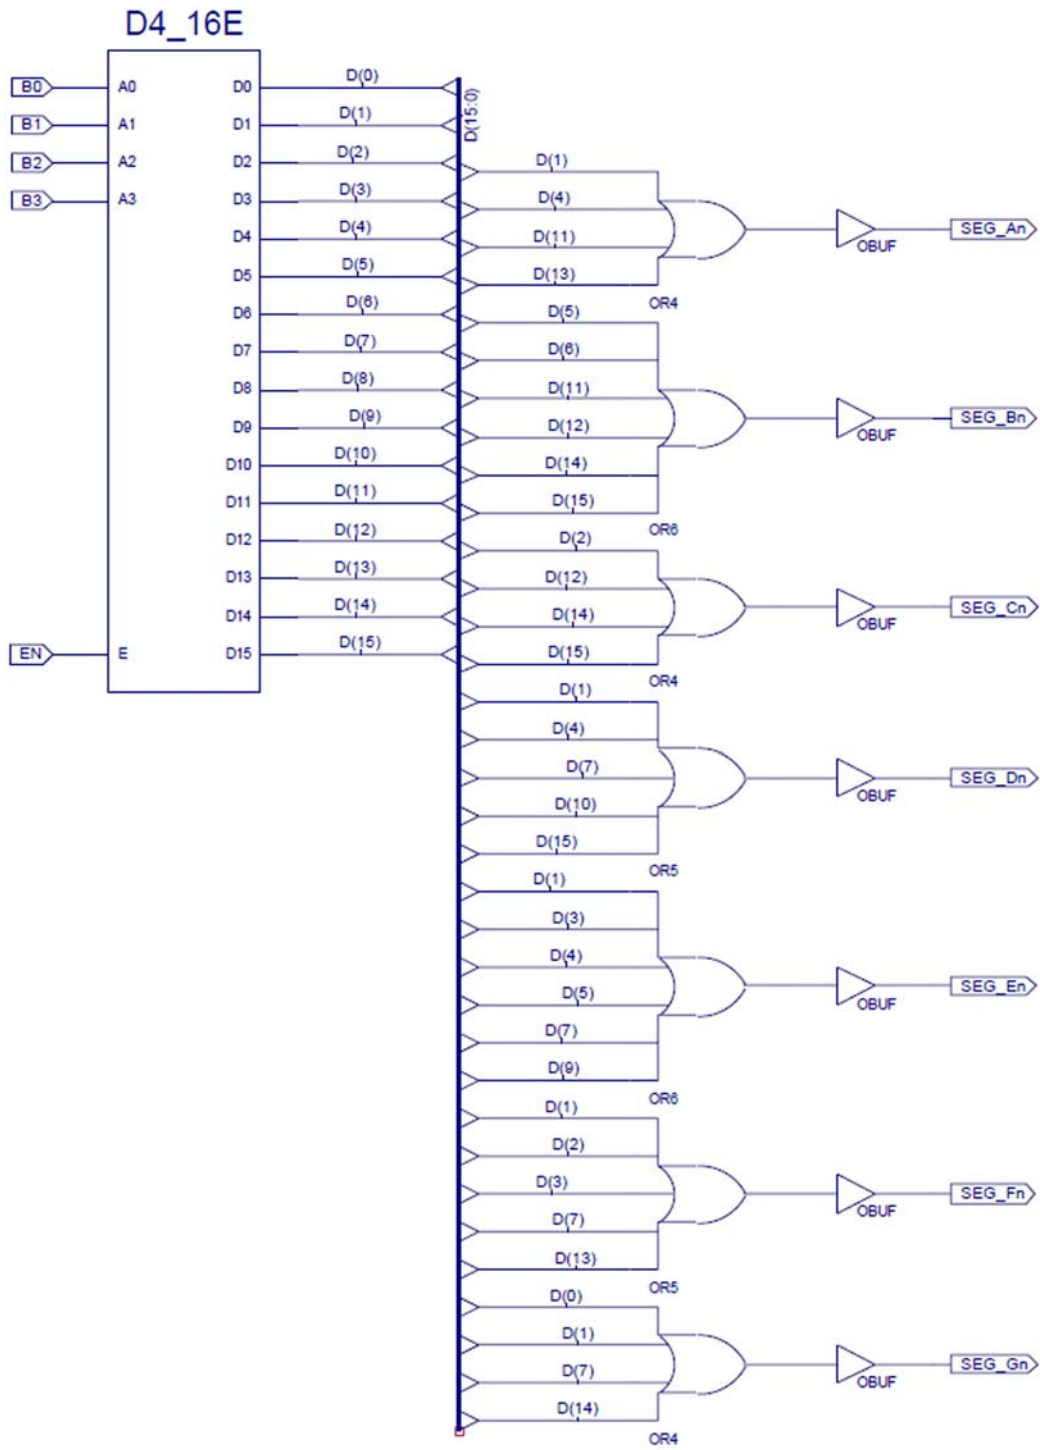 D4_16E
B0 A0 D0 D(0)
B1 A1 D1 D(1)
B2 A2 D2 D(2)
B3 A3 D3 D(3)
D4 D(4)
D5 D(5)
D6 D(6)
D7 D(7)
D8 D(8)
D9 D(9)
D10 D(10)
D11 D(11)
D12 D(12)
D13 D(13)
D14 D(14)
EN E D15 D(15)
D(15:0)
D(1)
D(4)
D(11)
D(13)
OR4
OBUF
SEG_An
D(5)
D(6)
D(11)
D(12)
D(14)
D(15)
OR6
OBUF
SEG_Bn
D(2)
D(12)
D(14)
D(15)
OR4
OBUF
SEG_Cn
D(1)
D(4)
D(7)
D(10)
D(15)
OR5
OBUF
SEG_Dn
D(1)
D(3)
D(4)
D(5)
D(7)
D(9)
OR6
OBUF
SEG_En
D(1)
D(2)
D(3)
D(7)
D(13)
OR5
OBUF
SEG_Fn
D(0)
D(1)
D(7)
D(14)
OR4
OBUF
SEG_Gn